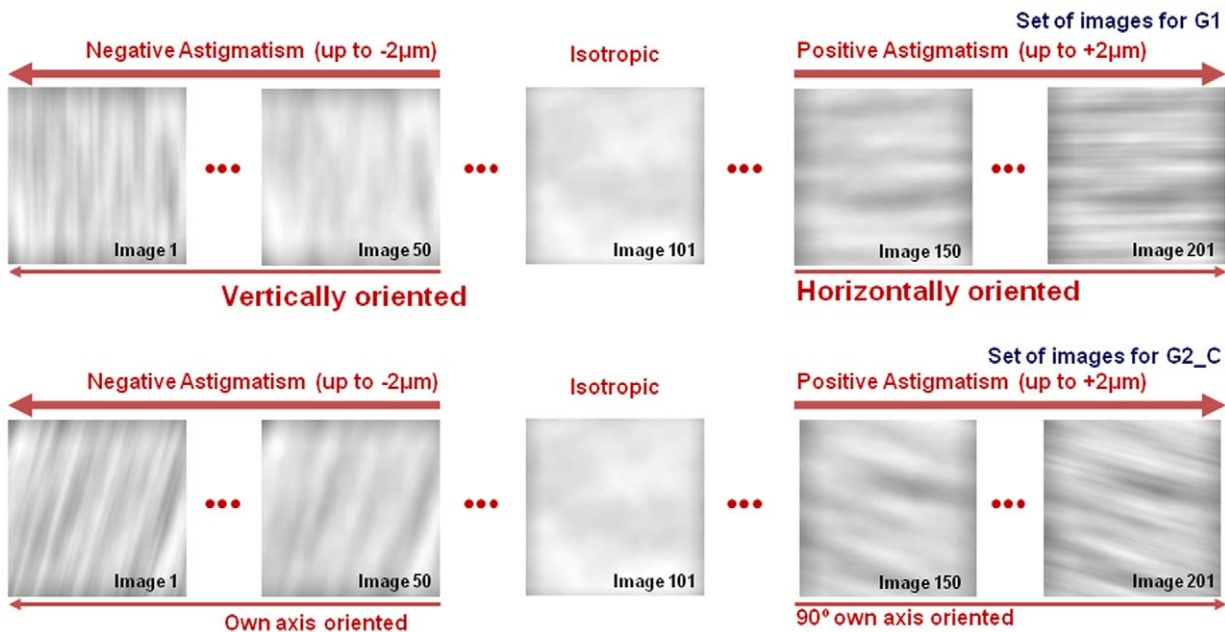 Set of images for G1
Negative Astigmatism (up to -2µm)
Isotropic
Positive Astigmatism (up to +2µm)
Image 1
Image 50
Image 101
Image 150
Image 201
Vertically oriented
Horizontally oriented
Set of images for G2_C
Negative Astigmatism (up to -2µm)
Isotropic
Positive Astigmatism (up to +2µm)
Image 1
Image 50
Image 101
Image 150
Image 201
Own axis oriented
90º own axis oriented